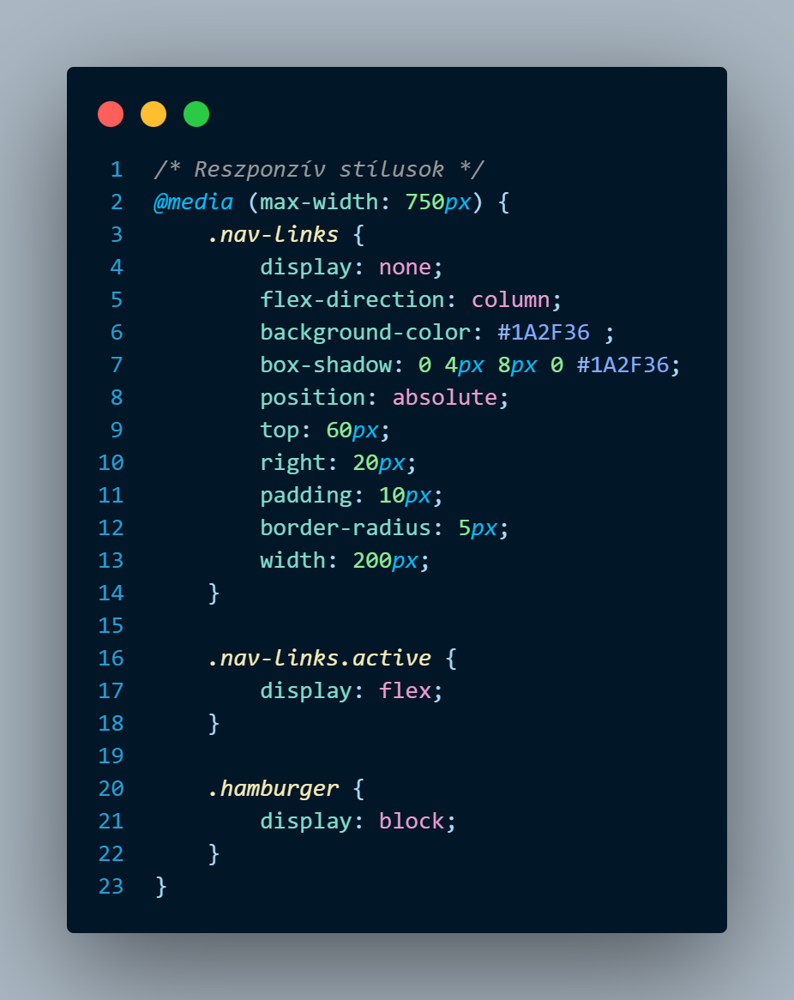 1 /* Reszponzív stílusok */
2 @media (max-width: 750px) {
3     .nav-links {
4         display: none;
5         flex-direction: column;
6         background-color: #1A2F36 ;
7         box-shadow: 0 4px 8px 0 #1A2F36;
8         position: absolute;
9         top: 60px;
10         right: 20px;
11         padding: 10px;
12         border-radius: 5px;
13         width: 200px;
14     }
15
16     .nav-links.active {
17         display: flex;
18     }
19
20     .hamburger {
21         display: block;
22     }
23 }